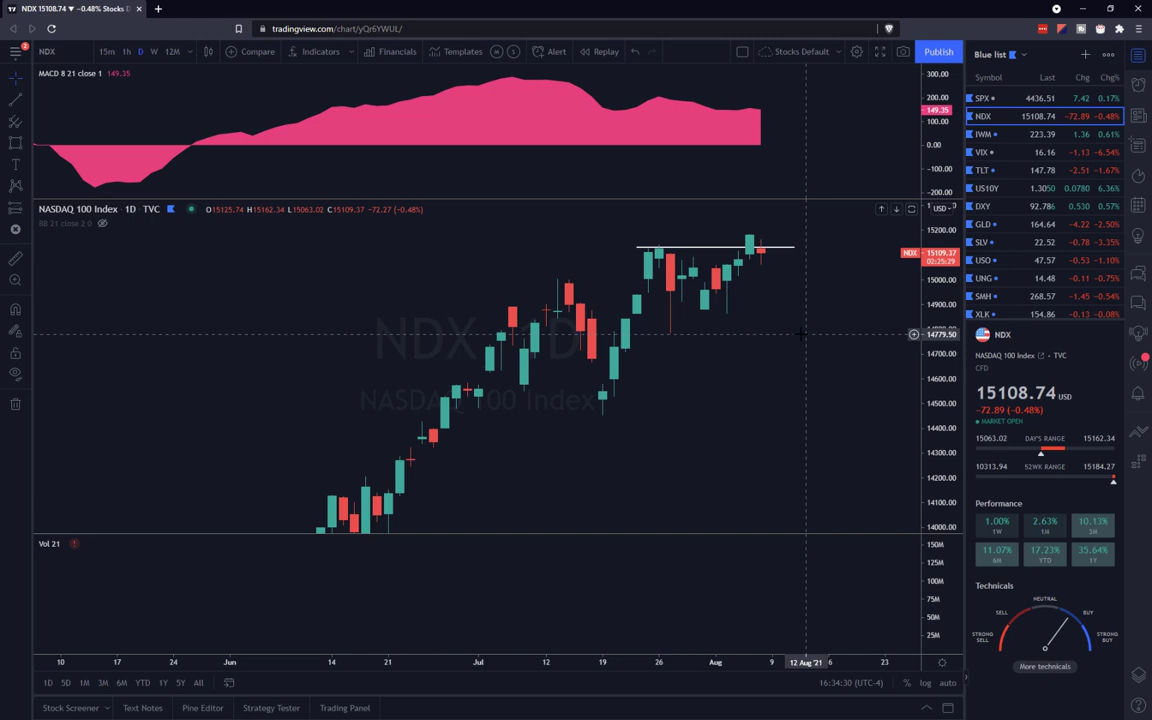 NDX 15108.74 ▼ −0.48% Stocks D
tradingview.com/chart/yQr6YWUL/
NDX 15m 1h D W 12M Compare Indicators Financials Templates M S Alert Replay Stocks Default Publish
MACD 8 21 close 1 149.35
300.00
200.00
149.35
100.00
0.00
−100.00
−200.00
NASDAQ 100 Index · 1D TVC O15125.74 H15162.34 L15063.02 C15109.37 −72.27 (−0.48%)
BB 21 close 2 0
USD
15200.00
NDX 15109.37
02:25:29
15000.00
14900.00
14779.50
14700.00
14600.00
14500.00
14400.00
14300.00
14200.00
14100.00
14000.00
NDX, 1D
NASDAQ 100 Index
Vol 21
150M
125M
100M
75M
50M
25M
10 17 24 Jun 14 21 Jul 12 19 26 Aug 9 12 Aug '21 6 23
1D 5D 1M 3M 6M YTD 1Y 5Y All 16:34:30 (UTC-4) % log auto
Stock Screener Text Notes Pine Editor Strategy Tester Trading Panel
Blue list
Symbol Last Chg Chg%
SPX 4436.51 7.42 0.17%
NDX 15108.74 −72.89 −0.48%
IWM 223.39 1.36 0.61%
VIX 16.16 −1.13 −6.54%
TLT 147.78 −2.51 −1.67%
US10Y 1.3050 0.0780 6.36%
DXY 92.786 0.530 0.57%
GLD 164.64 −4.22 −2.50%
SLV 22.52 −0.78 −3.35%
USO 47.57 −0.53 −1.10%
UNG 14.48 −0.11 −0.75%
SMH 268.57 −1.45 −0.54%
XLK 154.86 −0.13 −0.08%
NDX
NASDAQ 100 Index · TVC
CFD
15108.74 USD
−72.89 (−0.48%)
MARKET OPEN
15063.02 DAY'S RANGE 15162.34
10313.94 52WK RANGE 15184.27
Performance
1.00% 2.63% 10.13%
1W 1M 3M
11.07% 17.23% 35.64%
6M YTD 1Y
Technicals
NEUTRAL
SELL BUY
STRONG SELL STRONG BUY
More technicals